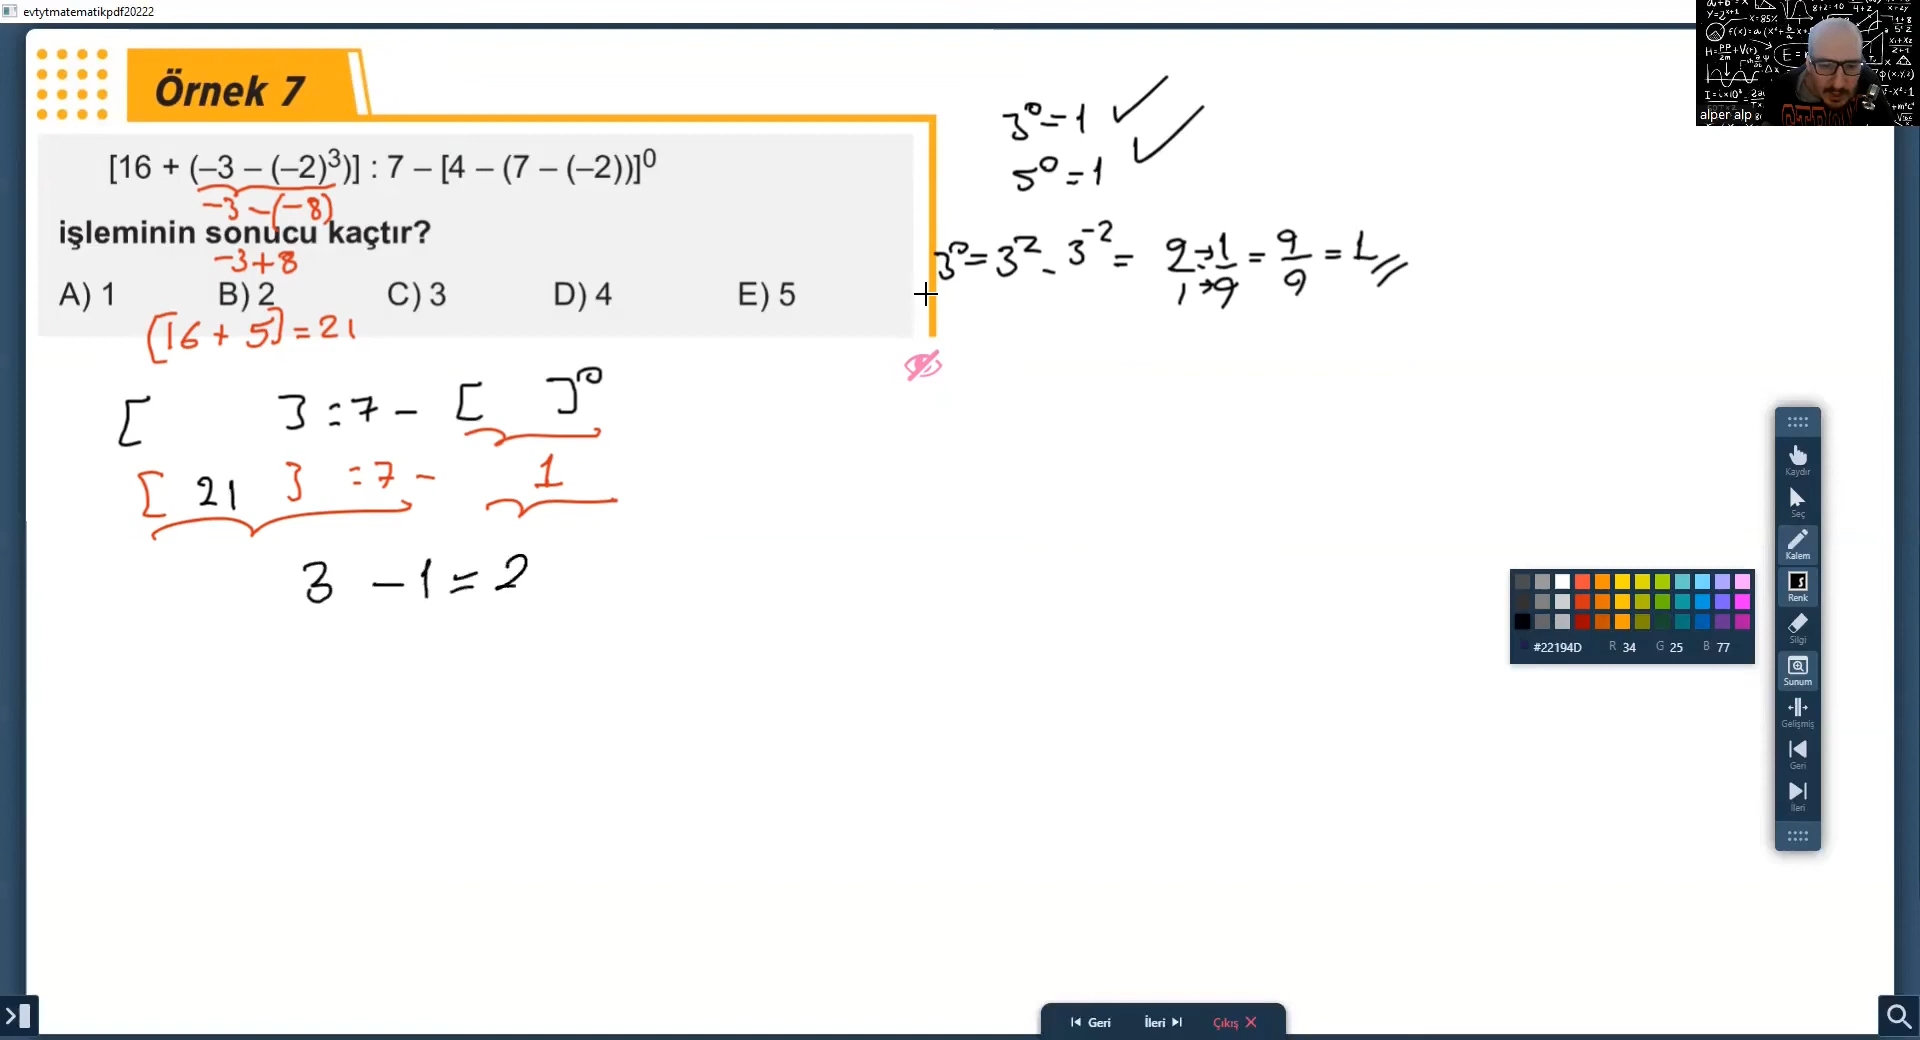 evtytmatematikpdf20222
alper alp
Örnek 7
[16 + (–3 – (–2)³)] : 7 – [4 – (7 – (–2))]⁰
-3 - (-8)
işleminin sonucu kaçtır?
-3+8
A) 1 B) 2 C) 3 D) 4 E) 5
[16 + 5] = 21
[ ] : 7 - [ ]⁰
[ 21 ] : 7 - 1
3 - 1 = 2
3⁰ = 1
5⁰ = 1
3⁰ = 3² . 3⁻² = 9/1 . 1/9 = 9/9 = 1
Kaydır
Seç
Kalem
Renk
Silgi
Sunum
Gelişmiş
Geri
İleri
#22194D R 34 G 25 B 77
Geri İleri Çıkış